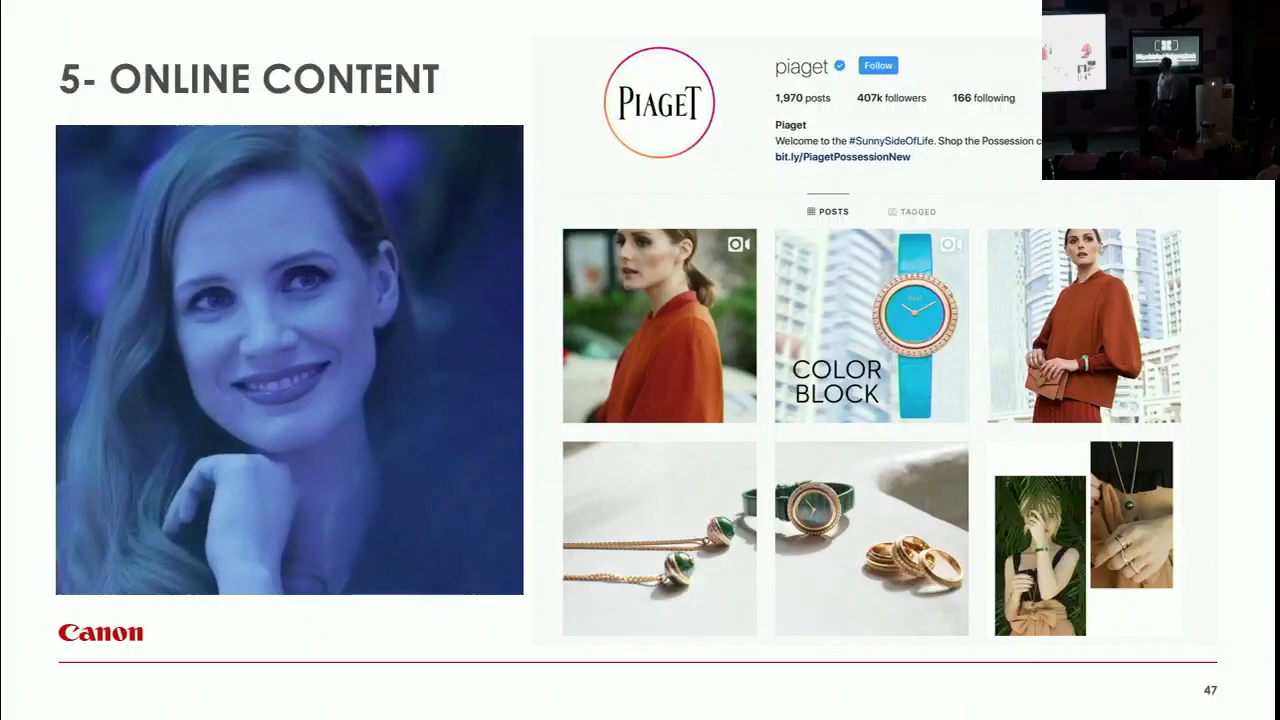 5- ONLINE CONTENT
PIAGET
piaget Follow
1,970 posts 407k followers 166 following
Piaget
Welcome to the #SunnySideOfLife. Shop the Possession c
bit.ly/PiagetPossessionNew
POSTS TAGGED
COLOR
BLOCK
Canon
47